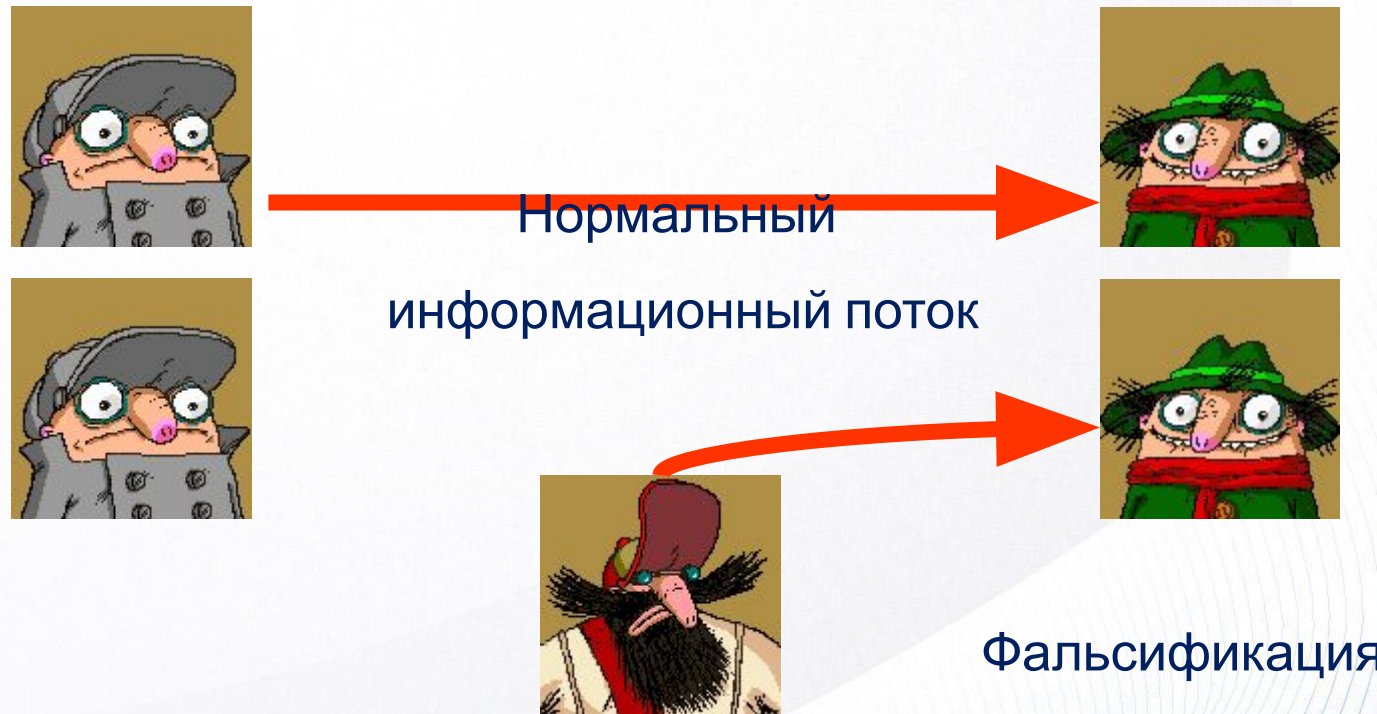 Нормальный
информационный поток
Фальсификация